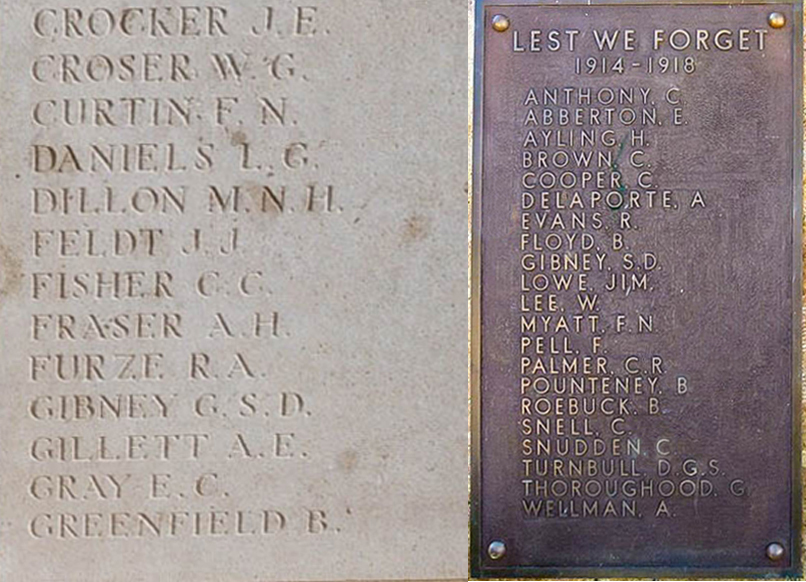 CROCKER J. E.
CROSER W. G.
CURTIN F. N.
DANIELS L. G.
DILLON M. N. H.
FELDT J. J.
FISHER C. C.
FRASER A. H.
FURZE R. A.
GIBNEY G. S. D.
GILLETT A. E.
GRAY E. C.
GREENFIELD B.
LEST WE FORGET
1914-1918
ANTHONY, C
ABBERTON, E.
AYLING, H.
BROWN, C.
COOPER, C.
DELAPORTE, A
EVANS, R.
FLOYD, B.
GIBNEY, S.D.
LOWE, JIM,
LEE, W.
MYATT, F.N.
PELL, F.
PALMER, C.R.
POUNTENEY, B
ROEBUCK, B.
SNELL, C.
SNUDDEN, C.
TURNBULL, D.G.S.
THOROUGHOOD, G
WELLMAN, A.